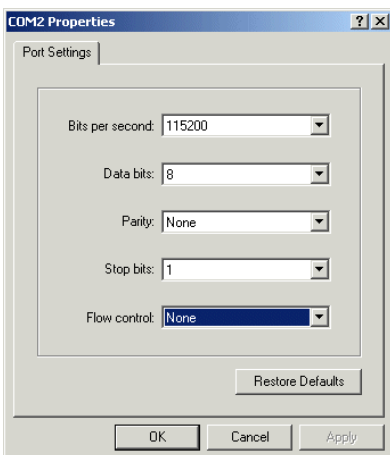 COM2 Properties
Port Settings
Bits per second: 115200
Data bits: 8
Parity: None
Stop bits: 1
Flow control: None
Restore Defaults
OK Cancel Apply